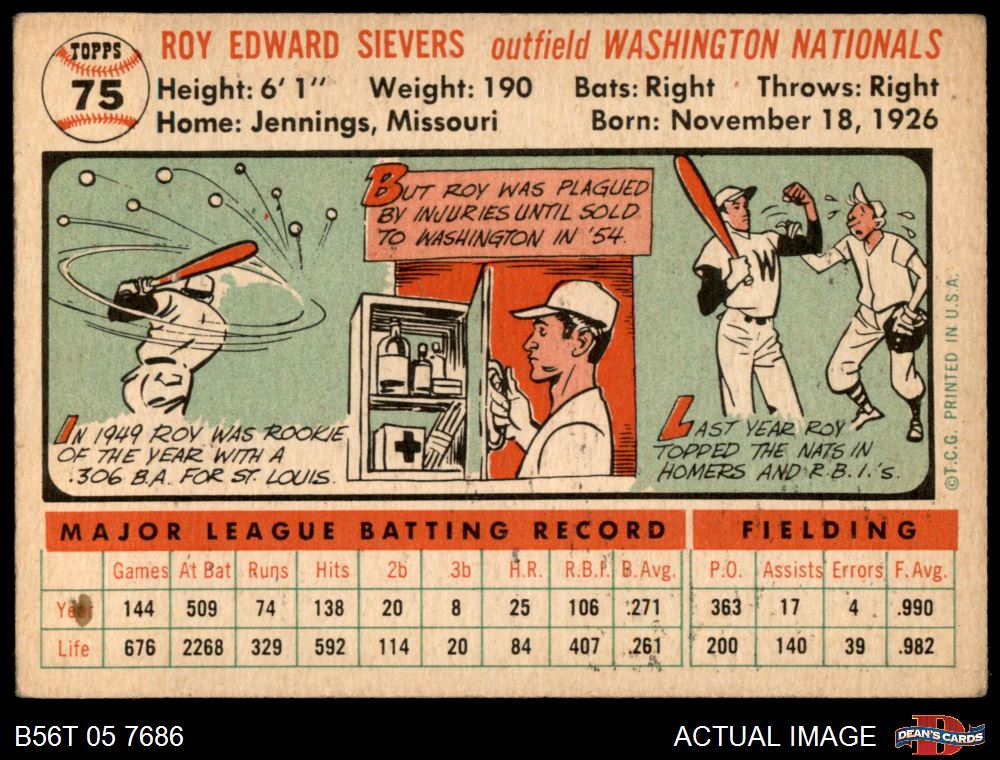 TOPPS
75
ROY EDWARD SIEVERS outfield WASHINGTON NATIONALS
Height: 6' 1" Weight: 190 Bats: Right Throws: Right
Home: Jennings, Missouri Born: November 18, 1926
BUT ROY WAS PLAGUED
BY INJURIES UNTIL SOLD
TO WASHINGTON IN '54.
W
IN 1949 ROY WAS ROOKIE
OF THE YEAR WITH A
.306 B.A. FOR ST. LOUIS.
LAST YEAR ROY
TOPPED THE NATS IN
HOMERS AND R.B.I.'s.
©T.C.G. PRINTED IN U.S.A.
MAJOR LEAGUE BATTING RECORD FIELDING
Games At Bat Runs Hits 2b 3b H.R. R.B.I. B.Avg. P.O. Assists Errors F. Avg.
Year 144 509 74 138 20 8 25 106 .271 363 17 4 .990
Life 676 2268 329 592 114 20 84 407 .261 200 140 39 .982
B56T 05 7686 ACTUAL IMAGE
D
DEAN'S CARDS